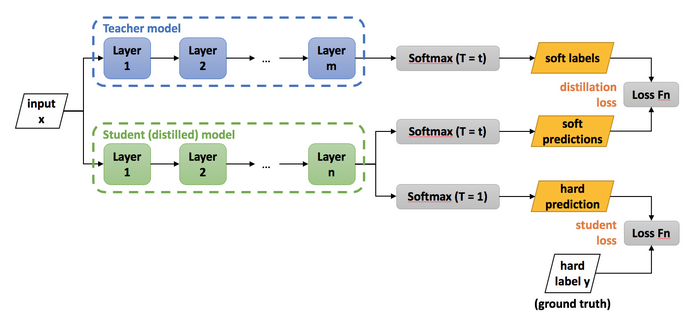 Teacher model
Layer
1
Layer
2
...
Layer
m
Softmax (T = t)
soft labels
distillation
loss
Loss Fn
input
x
Student (distilled) model
Layer
1
Layer
2
...
Layer
n
Softmax (T = t)
soft
predictions
Softmax (T = 1)
hard
prediction
student
loss
Loss Fn
hard
label y
(ground truth)